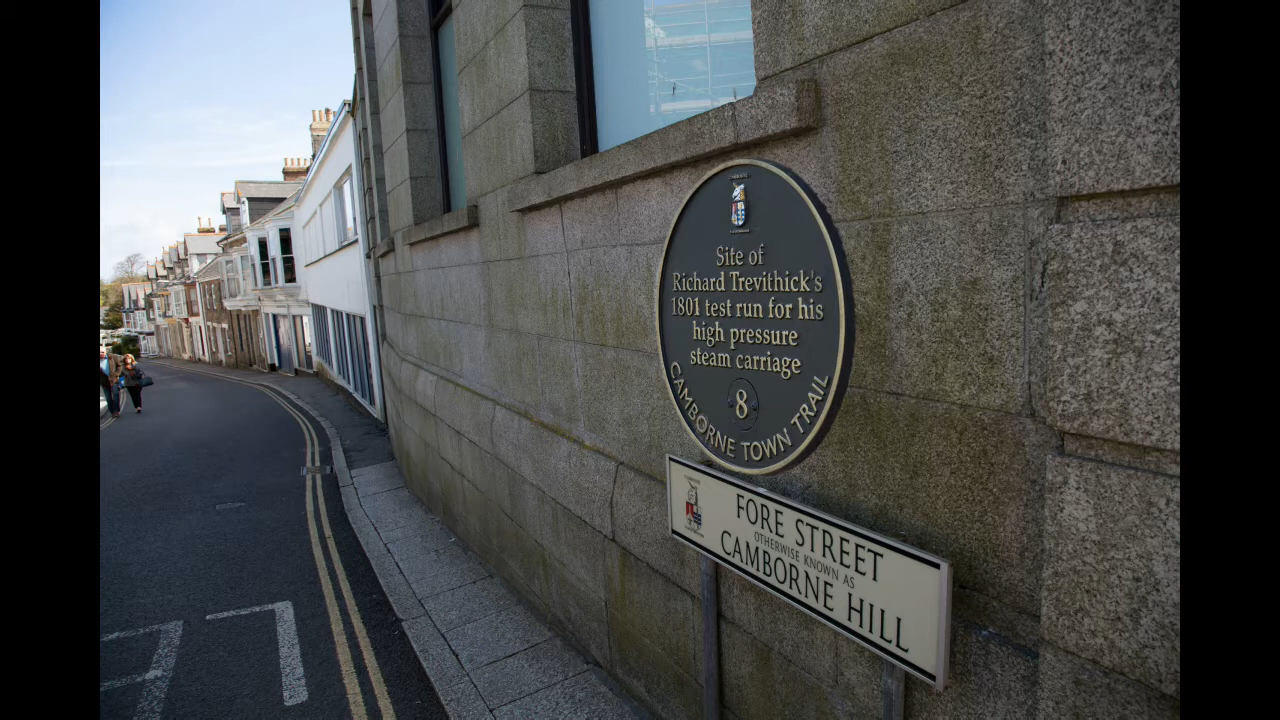 Site of
Richard Trevithick's
1801 test run for his
high pressure
steam carriage
8
CAMBORNE TOWN TRAIL
FORE STREET
OTHERWISE KNOWN AS
CAMBORNE HILL